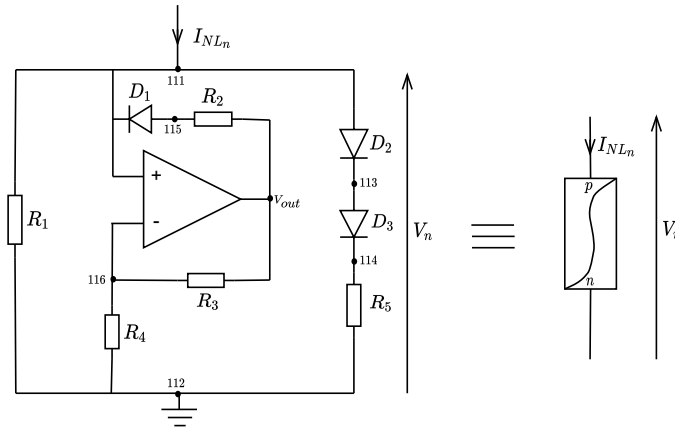 I_{NL_n}
111
D_1
R_2
115
D_2
+
V_{out}
113
I_{NL_n}
p
R_1
-
D_3
V_n
V_n
114
116
R_3
n
R_5
R_4
112